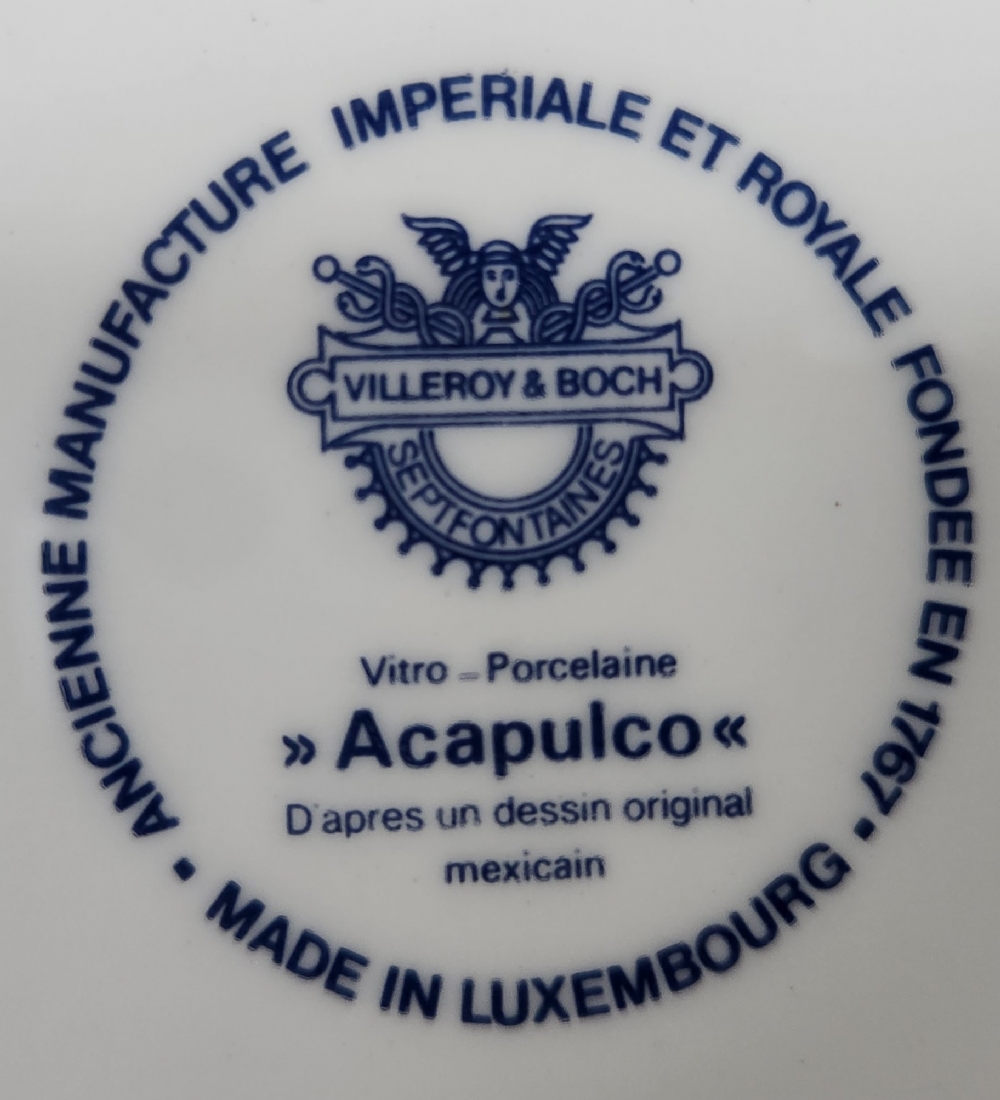 ANCIENNE MANUFACTURE IMPERIALE ET ROYALE FONDEE EN 1767 •
VILLEROY & BOCH
SEPTFONTAINES
Vitro - Porcelaine
» Acapulco «
D'apres un dessin original
mexicain
• MADE IN LUXEMBOURG